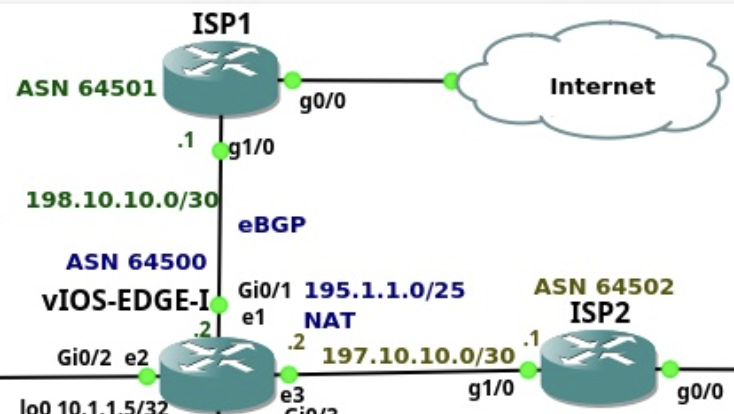 ISP1
ASN 64501
Internet
g0/0
.1
g1/0
198.10.10.0/30
eBGP
ASN 64500
vIOS-EDGE-I
Gi0/1
195.1.1.0/25
ASN 64502
e1
NAT
ISP2
.2
.2
.1
Gi0/2 e2
197.10.10.0/30
g1/0
g0/0
e3
lo0 10.1.1.5/32
Gi0/3